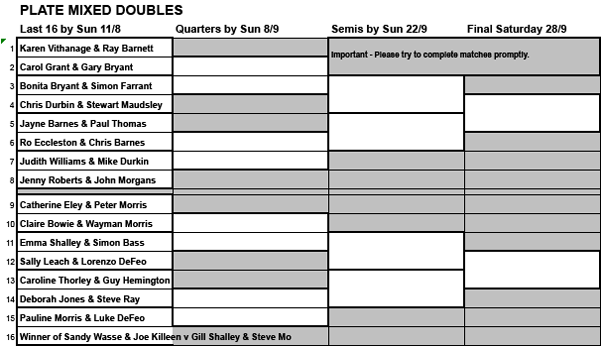 PLATE MIXED DOUBLES
Last 16 by Sun 11/8 Quarters by Sun 8/9 Semis by Sun 22/9 Final Saturday 28/9
1 Karen Vithanage & Ray Barnett
Important - Please try to complete matches promptly.
2 Carol Grant & Gary Bryant
3 Bonita Bryant & Simon Farrant
4 Chris Durbin & Stewart Maudsley
5 Jayne Barnes & Paul Thomas
6 Ro Eccleston & Chris Barnes
7 Judith Williams & Mike Durkin
8 Jenny Roberts & John Morgans
9 Catherine Eley & Peter Morris
10 Claire Bowie & Wayman Morris
11 Emma Shalley & Simon Bass
12 Sally Leach & Lorenzo DeFeo
13 Caroline Thorley & Guy Hemington
14 Deborah Jones & Steve Ray
15 Pauline Morris & Luke DeFeo
16 Winner of Sandy Wasse & Joe Killeen v Gill Shalley & Steve Mo